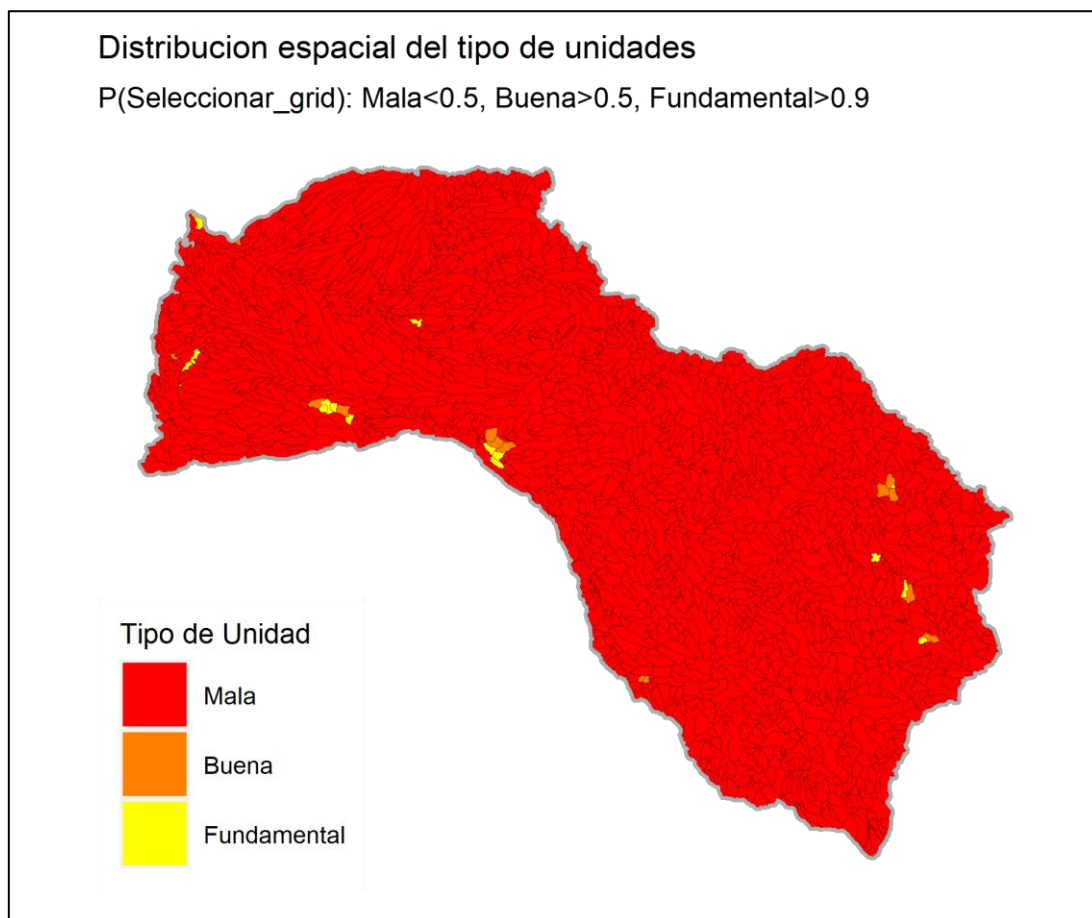 Distribucion espacial del tipo de unidades
P(Seleccionar_grid): Mala<0.5, Buena>0.5, Fundamental>0.9
Tipo de Unidad
Mala
Buena
Fundamental